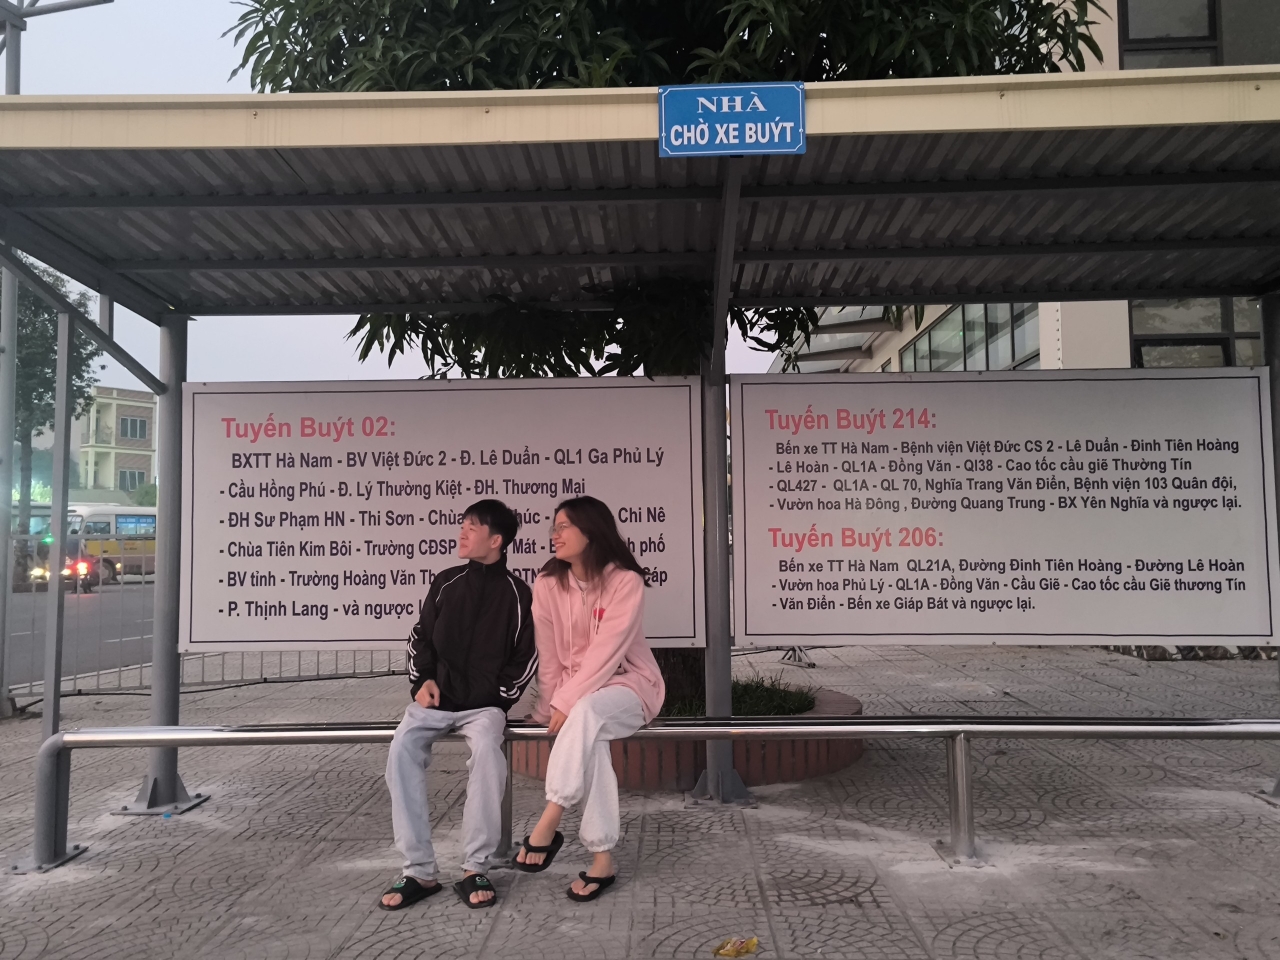 NHÀ
CHỜ XE BUÝT
Tuyến Buýt 02:
BXTT Hà Nam - BV Việt Đức 2 - Đ. Lê Duẩn - QL1 Ga Phủ Lý
- Cầu Hồng Phú - Đ. Lý Thường Kiệt - ĐH. Thương Mại
- ĐH Sư Phạm HN - Thi Sơn - Chùa Chi Nê
- Chùa Tiên Kim Bôi - Trường CĐSP Mát - phố
- BV tỉnh - Trường Hoàng Văn
- P. Thịnh Lang - và ngược
Tuyến Buýt 214:
Bến xe TT Hà Nam - Bệnh viện Việt Đức CS 2 - Lê Duẩn - Đinh Tiên Hoàng
- Lê Hoàn - QL1A - Đồng Văn - Ql38 - Cao tốc cầu giẽ Thường Tín
- QL427 - QL1A - QL 70, Nghĩa Trang Văn Điển, Bệnh viện 103 Quân đội,
- Vườn hoa Hà Đông , Đường Quang Trung - BX Yên Nghĩa và ngược lại.
Tuyến Buýt 206:
Bến xe TT Hà Nam QL21A, Đường Đinh Tiên Hoàng - Đường Lê Hoàn
- Vườn hoa Phủ Lý - QL1A - Đồng Văn - Cầu Giẽ - Cao tốc cầu Giẽ thương Tín
- Văn Điển - Bến xe Giáp Bát và ngược lại.